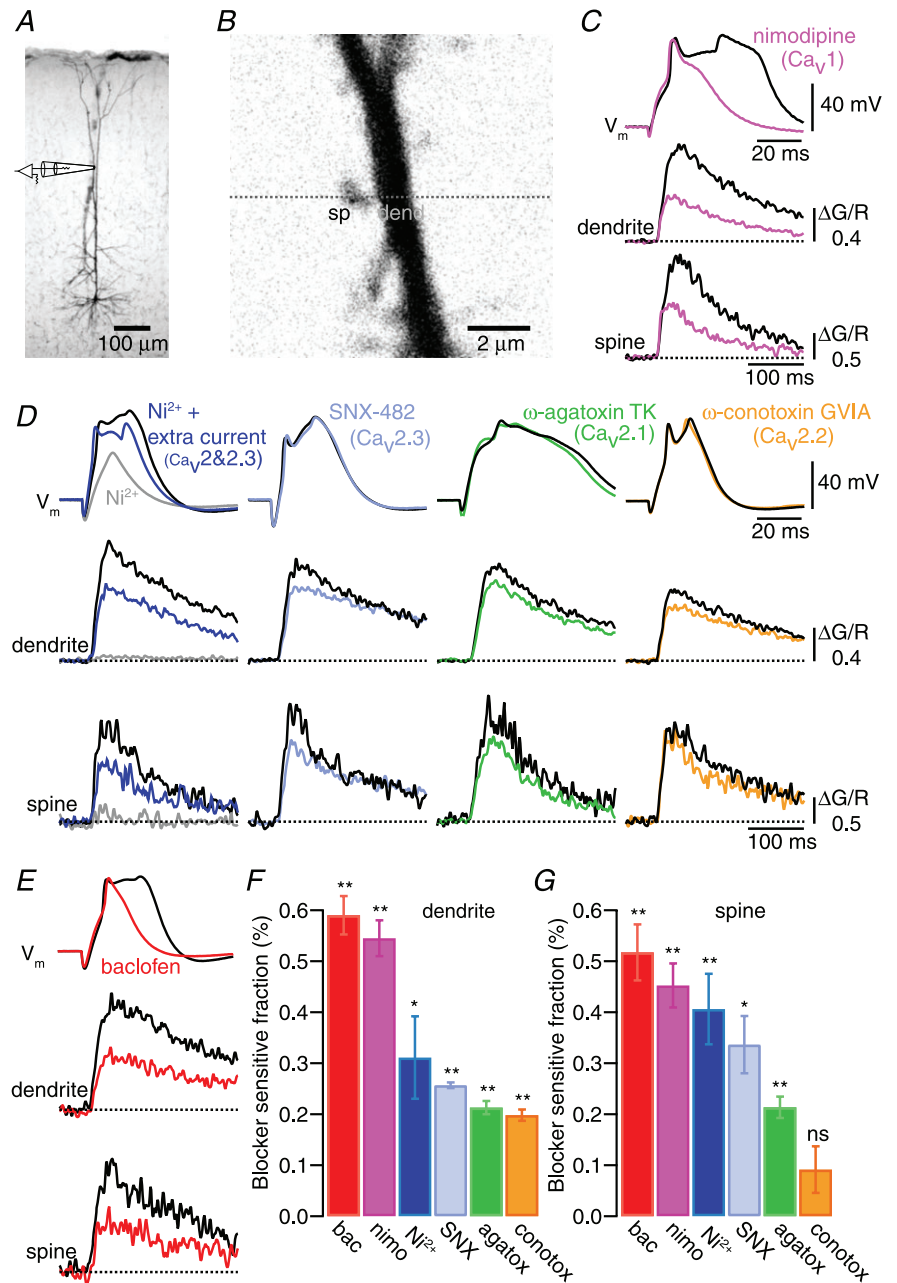 A
100 µm
B
sp
dend
2 µm
C
nimodipine
(CaV1)
Vm
40 mV
20 ms
dendrite
ΔG/R
0.4
spine
ΔG/R
0.5
100 ms
D
Ni2+ +
extra current
(CaV2&2.3)
Ni2+
SNX-482
(CaV2.3)
ω-agatoxin TK
(CaV2.1)
ω-conotoxin GVIA
(CaV2.2)
Vm
40 mV
20 ms
dendrite
ΔG/R
0.4
spine
ΔG/R
0.5
100 ms
E
Vm
baclofen
dendrite
spine
F
dendrite
Blocker sensitive fraction (%)
0.6
0.5
0.4
0.3
0.2
0.1
0.0
**
**
*
**
**
**
bac
nimo
Ni2+
SNX
agatox
conotox
G
spine
Blocker sensitive fraction (%)
0.6
0.5
0.4
0.3
0.2
0.1
0.0
**
**
**
*
**
ns
bac
nimo
Ni2+
SNX
agatox
conotox